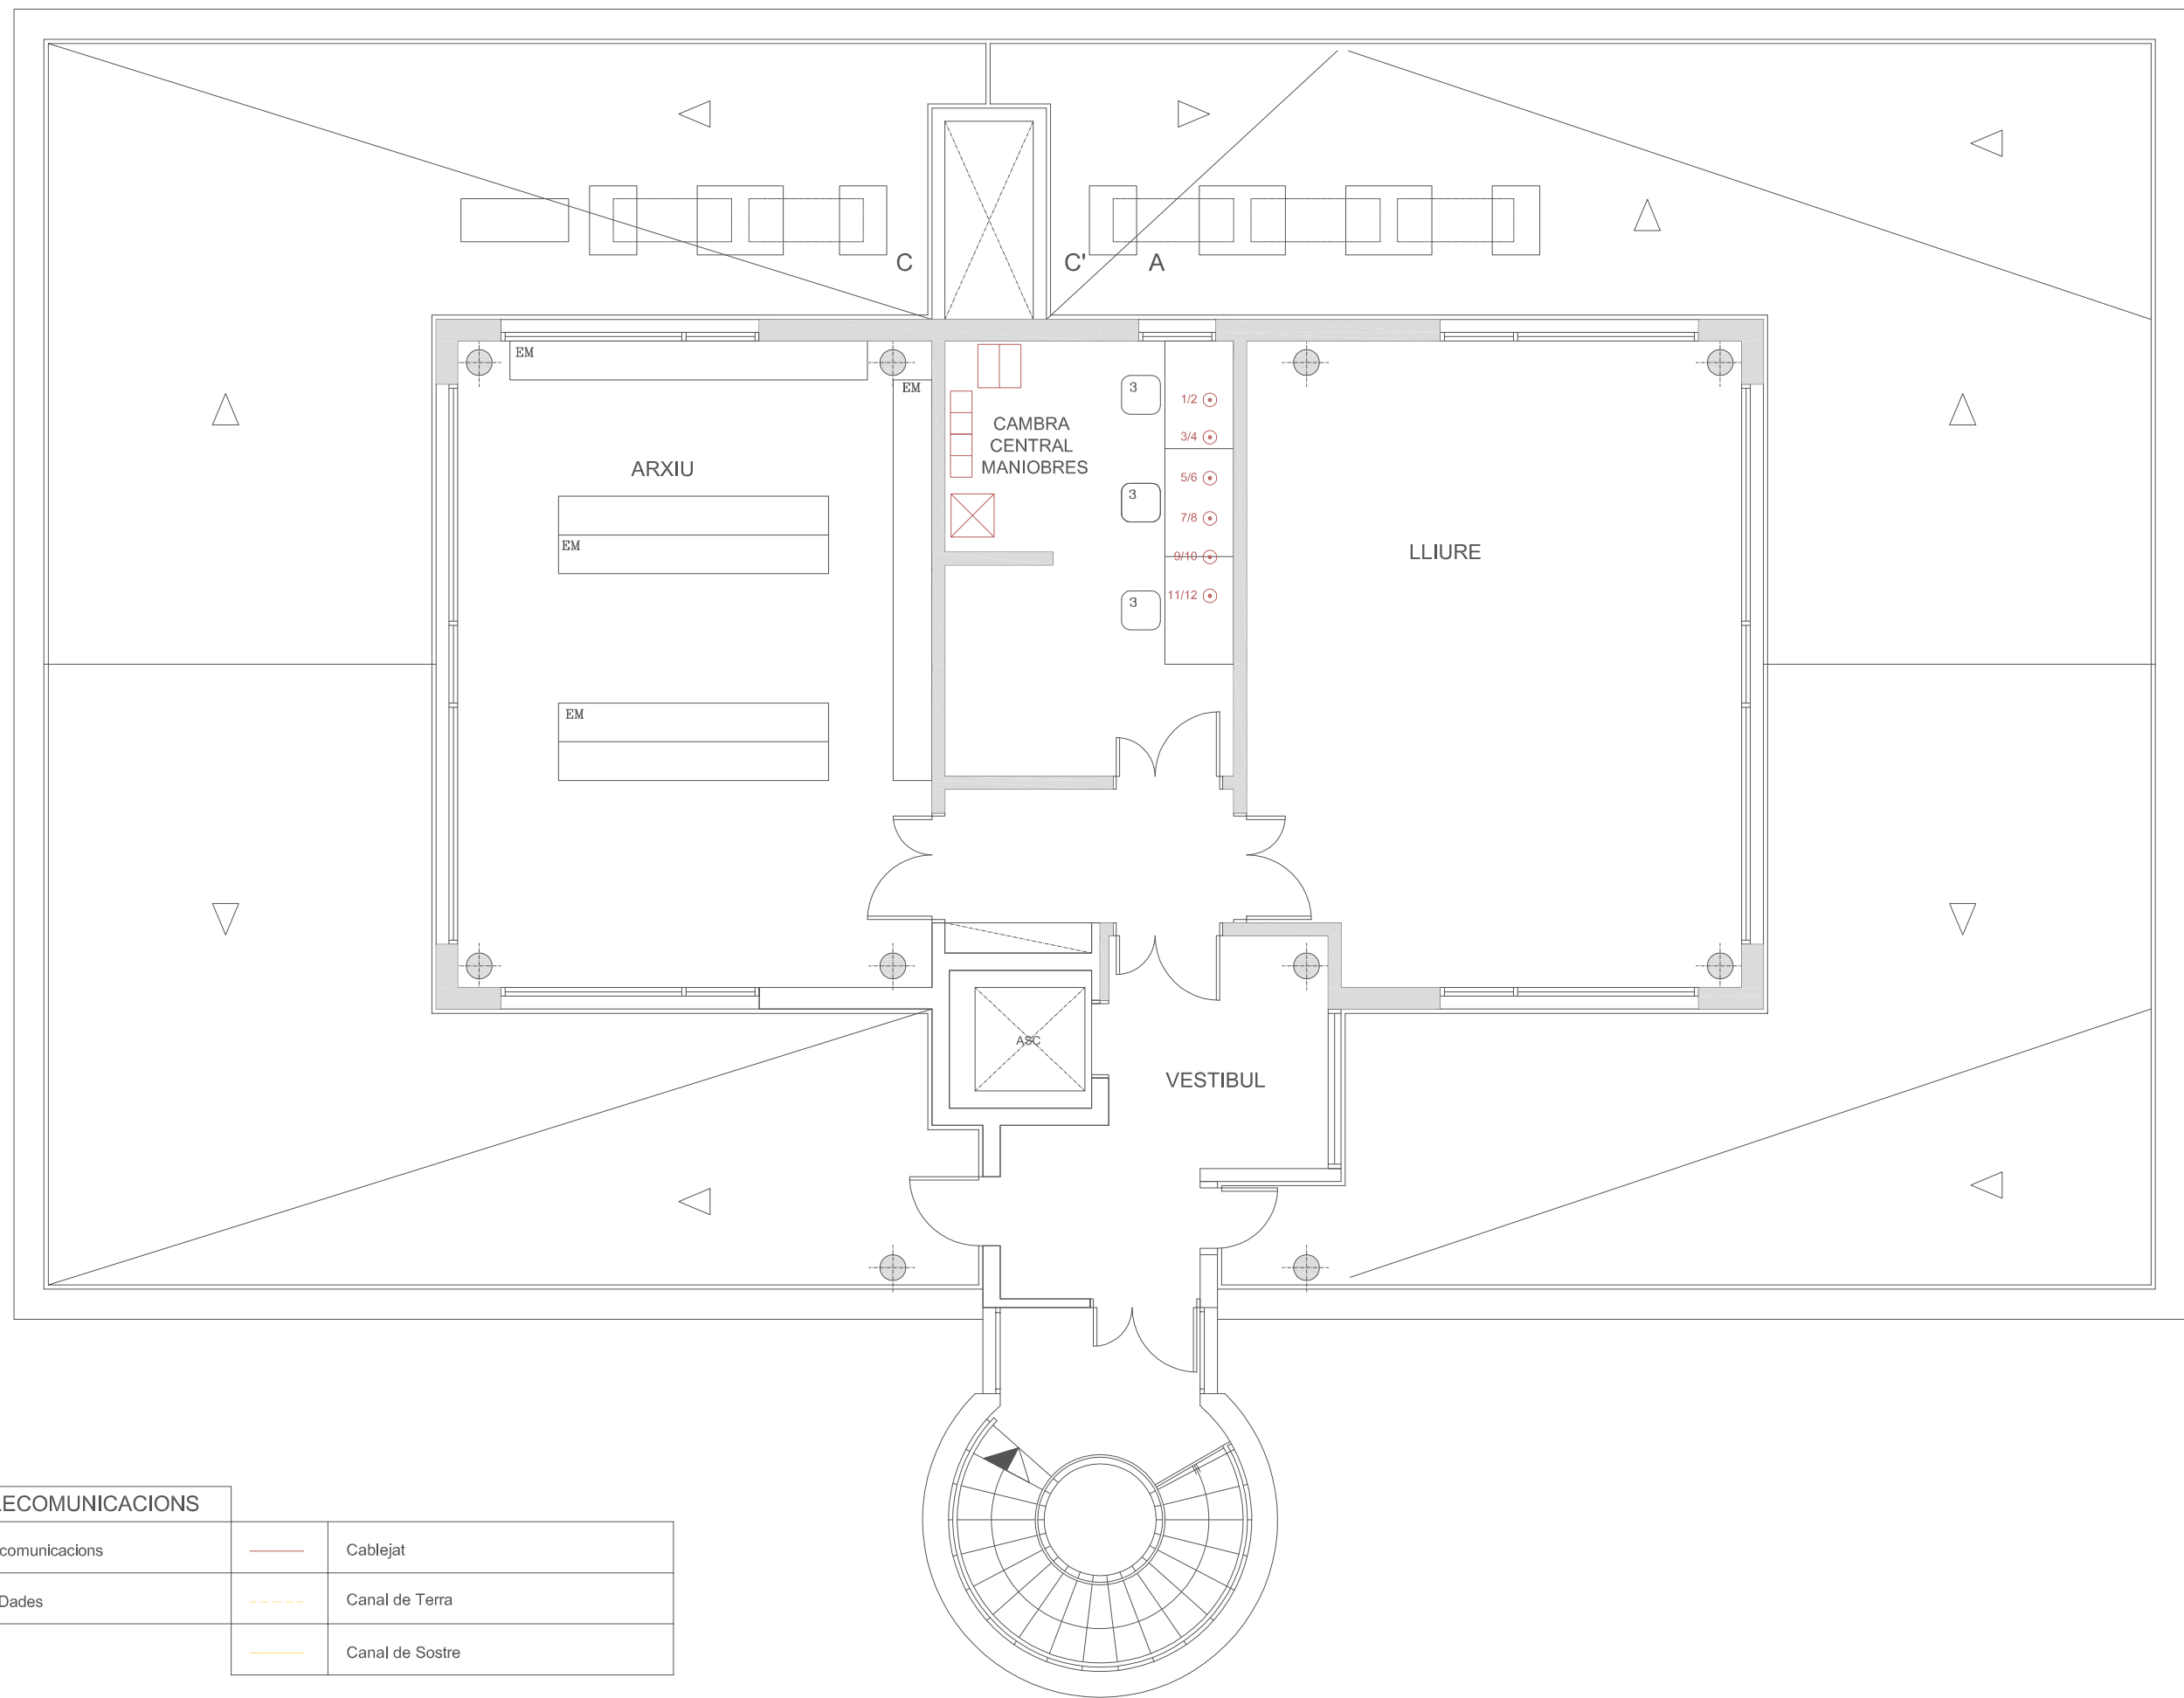 C
C'
A
EM
EM
3
1/2
CAMBRA
CENTRAL
MANIOBRES
3/4
ARXIU
5/6
3
7/8
EM
LLIURE
9/10
3
11/12
EM
ASC
VESTIBUL
LECOMUNICACIONS
comunicacions
Cablejat
Dades
Canal de Terra
Canal de Sostre